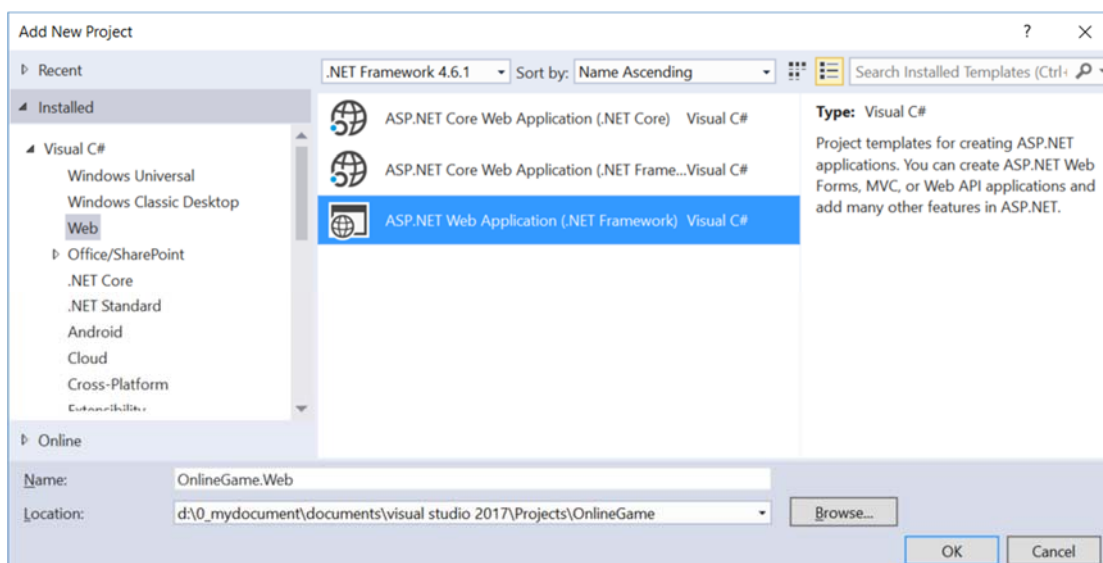 Add New Project
?
Recent
.NET Framework 4.6.1
Sort by:
Name Ascending
Search Installed Templates (Ctrl+
Installed
Visual C#
Windows Universal
Windows Classic Desktop
Web
Office/SharePoint
.NET Core
.NET Standard
Android
Cloud
Cross-Platform
Extensibility
Online
ASP.NET Core Web Application (.NET Core) Visual C#
ASP.NET Core Web Application (.NET Frame...Visual C#
ASP.NET Web Application (.NET Framework) Visual C#
Type: Visual C#
Project templates for creating ASP.NET
applications. You can create ASP.NET Web
Forms, MVC, or Web API applications and
add many other features in ASP.NET.
Name:
OnlineGame.Web
Location:
d:\0_mydocument\documents\visual studio 2017\Projects\OnlineGame
Browse...
OK
Cancel